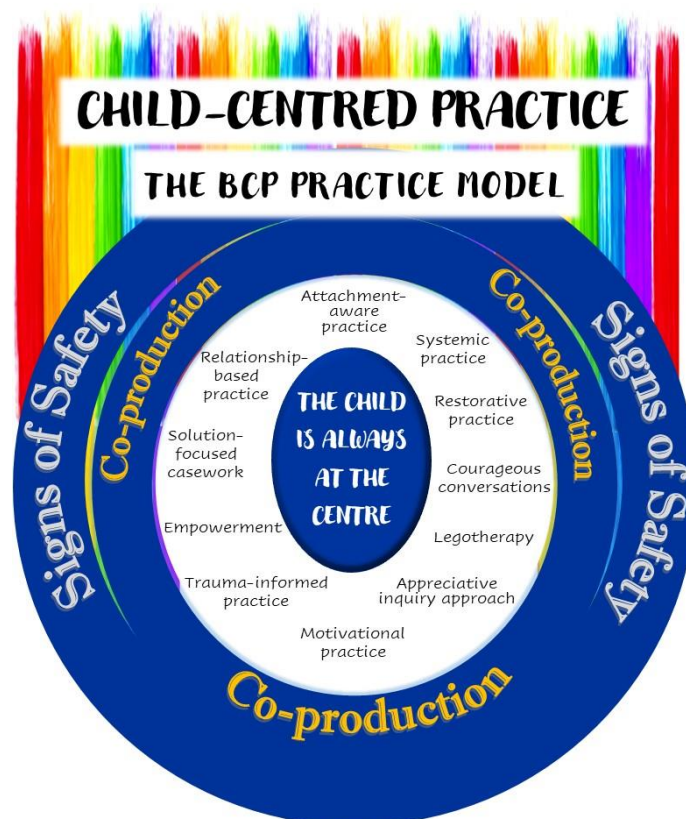 CHILD-CENTRED PRACTICE
THE BCP PRACTICE MODEL
Signs of Safety
Co-production
Co-production
Signs of Safety
Attachment-
aware
practice
Systemic
practice
Relationship-
based
practice
Restorative
practice
Solution-
focused
casework
Courageous
conversations
Empowerment
Legotherapy
Trauma-informed
practice
Appreciative
inquiry approach
Motivational
practice
THE CHILD
IS ALWAYS
AT THE
CENTRE
Co-production